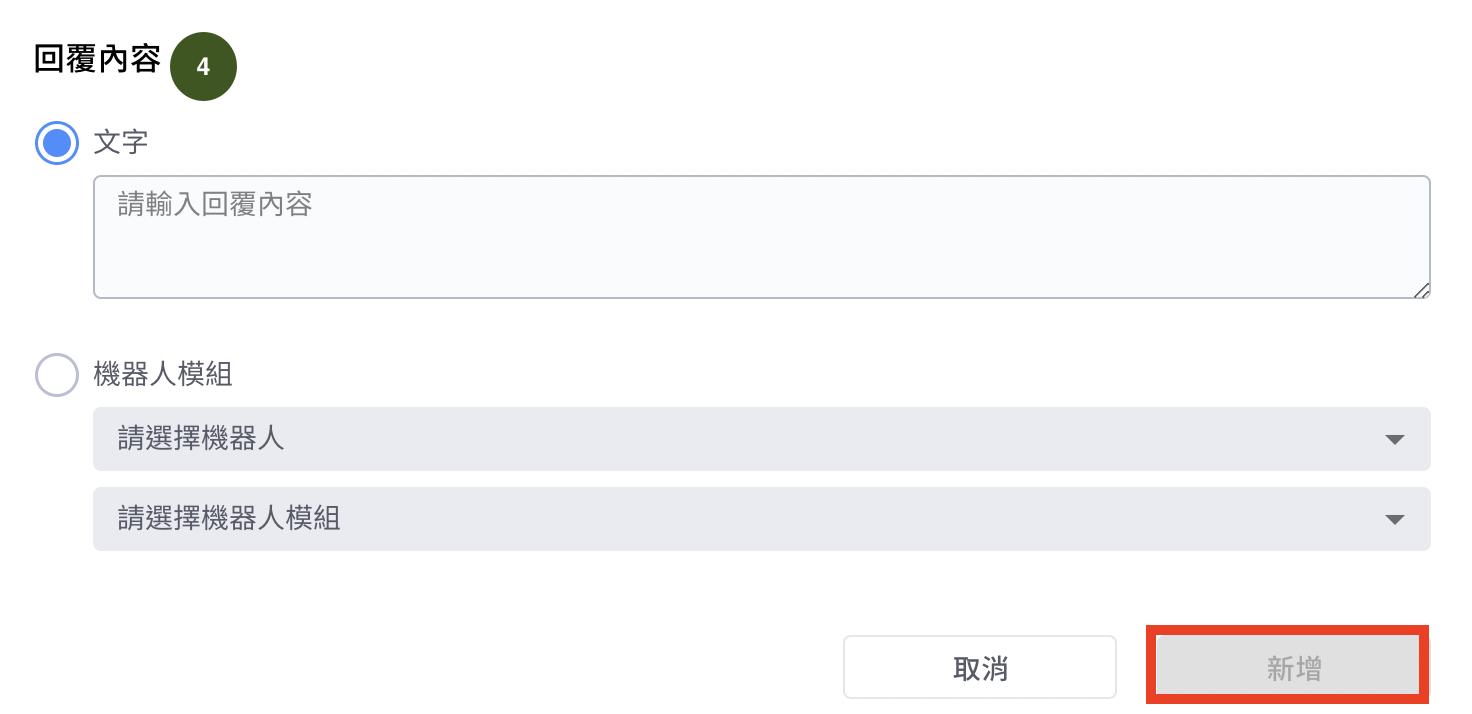 回覆內容 4
文字
請輸入回覆內容
機器人模組
請選擇機器人
請選擇機器人模組
取消 新增